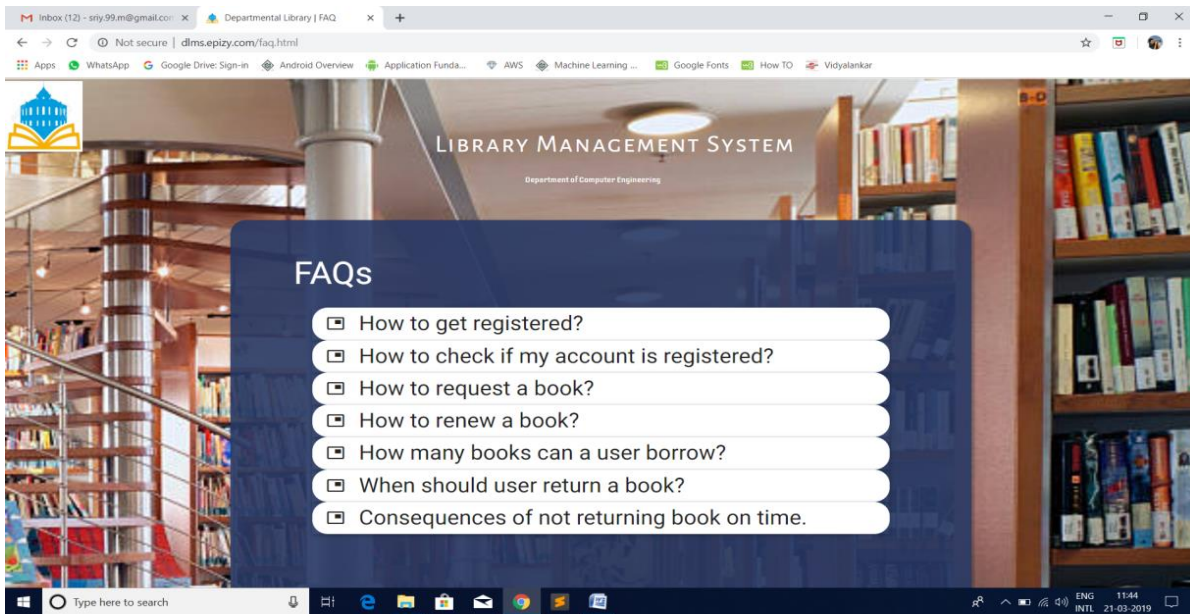 Inbox (12) - sriy.99.m@gmail.com
Departmental Library | FAQ
Not secure | dlms.epizy.com/faq.html
Apps WhatsApp Google Drive: Sign-in Android Overview Application Funda... AWS Machine Learning ... Google Fonts How TO Vidyalankar
B-D
LIBRARY MANAGEMENT SYSTEM
Department of Computer Engineering
FAQs
How to get registered?
How to check if my account is registered?
How to request a book?
How to renew a book?
How many books can a user borrow?
When should user return a book?
Consequences of not returning book on time.
Type here to search
ENG 11:44
INTL 21-03-2019